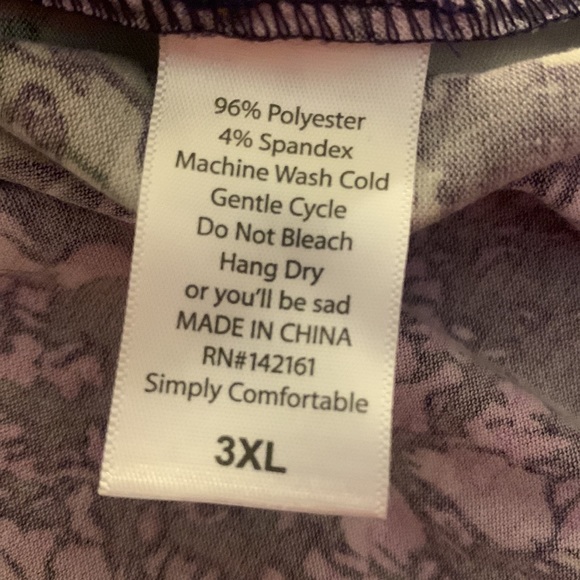 96% Polyester
4% Spandex
Machine Wash Cold
Gentle Cycle
Do Not Bleach
Hang Dry
or you'll be sad
MADE IN CHINA
RN#142161
Simply Comfortable
3XL